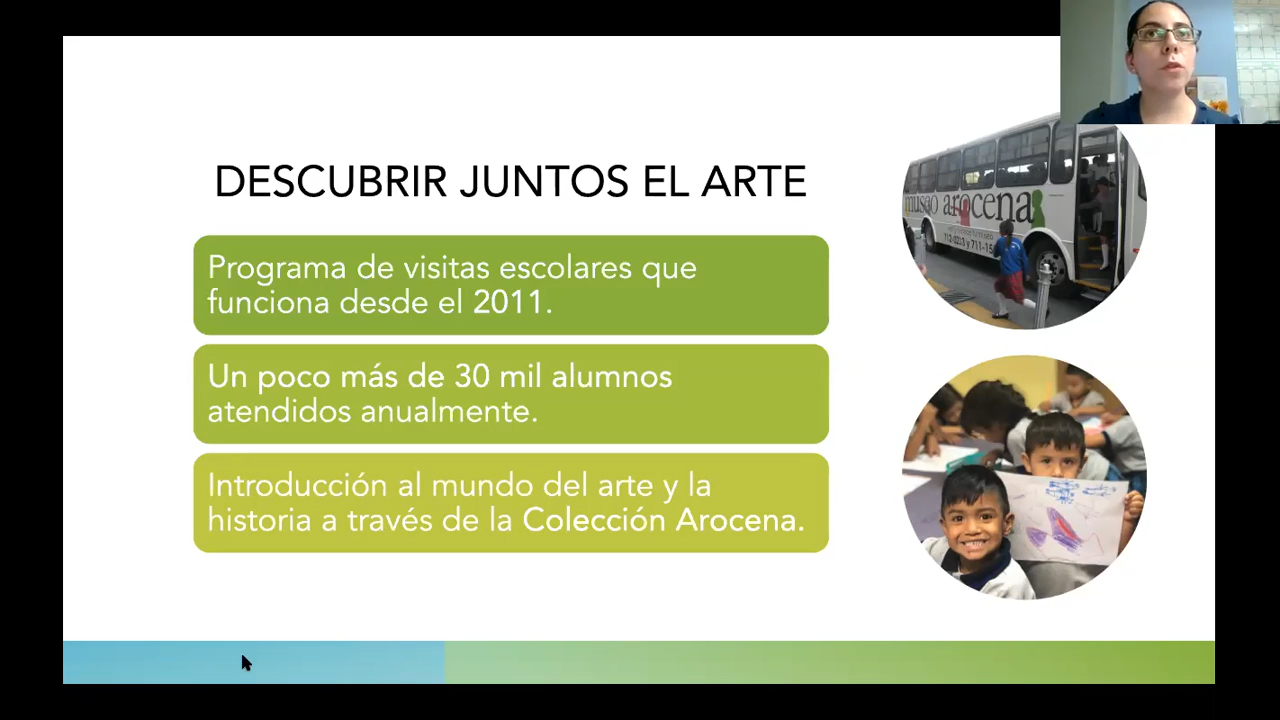 DESCUBRIR JUNTOS EL ARTE
Programa de visitas escolares que
funciona desde el 2011.
Un poco más de 30 mil alumnos
atendidos anualmente.
Introducción al mundo del arte y la
historia a través de la Colección Arocena.
museo arocena